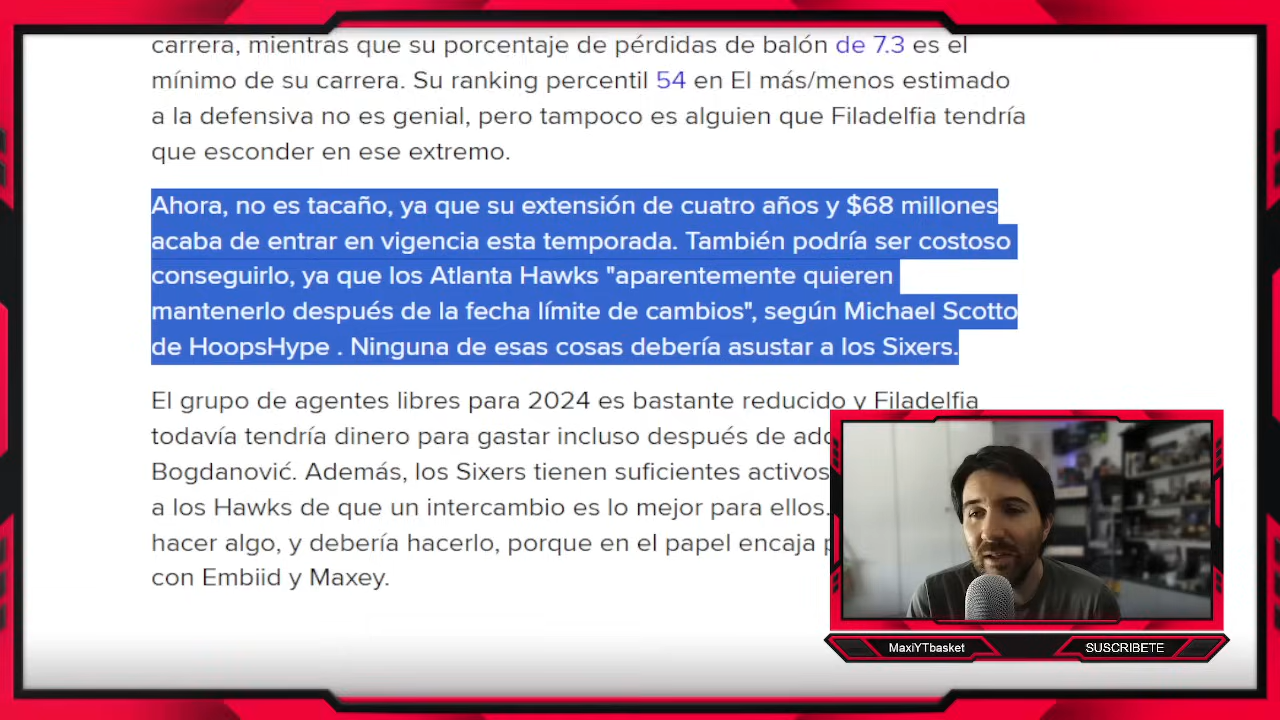 carrera, mientras que su porcentaje de pérdidas de balón de 7.3 es el
mínimo de su carrera. Su ranking percentil 54 en El más/menos estimado
a la defensiva no es genial, pero tampoco es alguien que Filadelfia tendría
que esconder en ese extremo.
Ahora, no es tacaño, ya que su extensión de cuatro años y $68 millones
acaba de entrar en vigencia esta temporada. También podría ser costoso
conseguirlo, ya que los Atlanta Hawks "aparentemente quieren
mantenerlo después de la fecha límite de cambios", según Michael Scotto
de HoopsHype . Ninguna de esas cosas debería asustar a los Sixers.
El grupo de agentes libres para 2024 es bastante reducido y Filadelfia
todavía tendría dinero para gastar incluso después de
Bogdanović. Además, los Sixers tienen suficientes activos
a los Hawks de que un intercambio es lo mejor para ellos.
hacer algo, y debería hacerlo, porque en el papel encaja
con Embiid y Maxey.
MaxiYTbasket
SUSCRIBETE